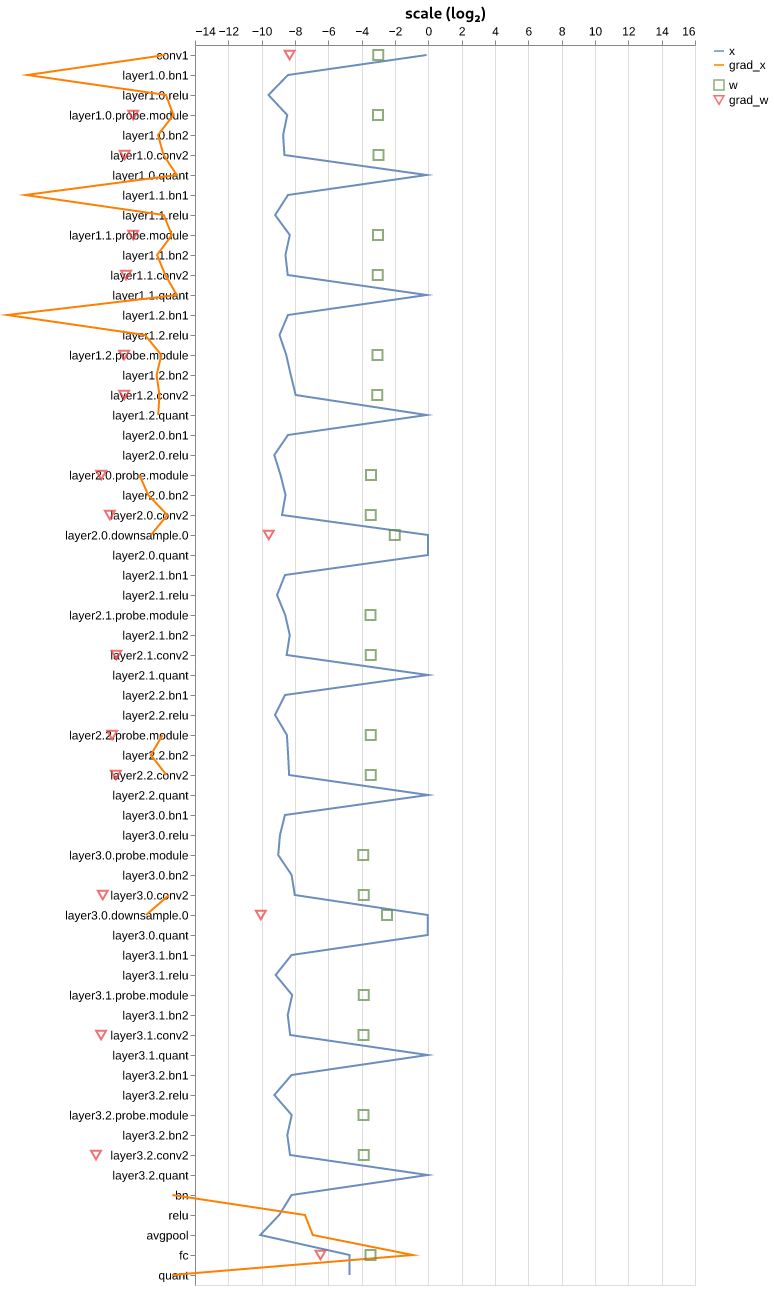 scale (log₂)
−14 −12 −10 −8 −6 −4 −2 0 2 4 6 8 10 12 14 16
x
grad_x
w
grad_w
conv1
layer1.0.bn1
layer1.0.relu
layer1.0.probe.module
layer1.0.bn2
layer1.0.conv2
layer1.0.quant
layer1.1.bn1
layer1.1.relu
layer1.1.probe.module
layer1.1.bn2
layer1.1.conv2
layer1.1.quant
layer1.2.bn1
layer1.2.relu
layer1.2.probe.module
layer1.2.bn2
layer1.2.conv2
layer1.2.quant
layer2.0.bn1
layer2.0.relu
layer2.0.probe.module
layer2.0.bn2
layer2.0.conv2
layer2.0.downsample.0
layer2.0.quant
layer2.1.bn1
layer2.1.relu
layer2.1.probe.module
layer2.1.bn2
layer2.1.conv2
layer2.1.quant
layer2.2.bn1
layer2.2.relu
layer2.2.probe.module
layer2.2.bn2
layer2.2.conv2
layer2.2.quant
layer3.0.bn1
layer3.0.relu
layer3.0.probe.module
layer3.0.bn2
layer3.0.conv2
layer3.0.downsample.0
layer3.0.quant
layer3.1.bn1
layer3.1.relu
layer3.1.probe.module
layer3.1.bn2
layer3.1.conv2
layer3.1.quant
layer3.2.bn1
layer3.2.relu
layer3.2.probe.module
layer3.2.bn2
layer3.2.conv2
layer3.2.quant
bn
relu
avgpool
fc
quant